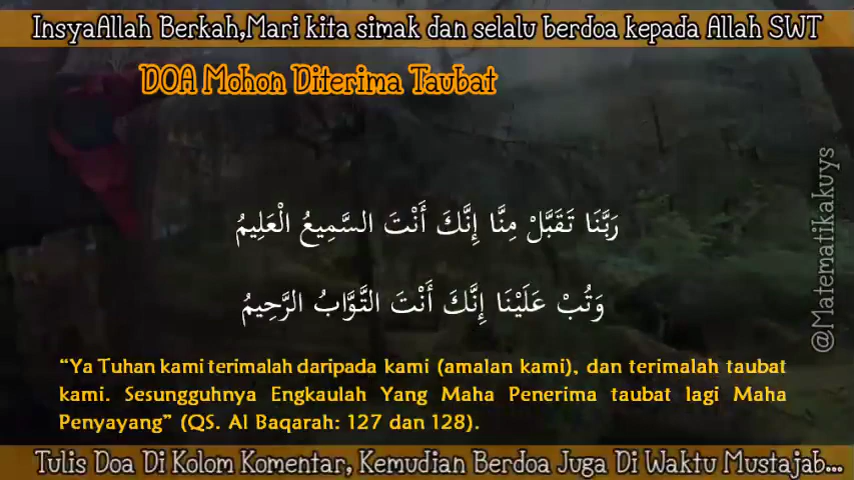 InsyaAllah Berkah,Mari kita simak dan selalu berdoa kepada Allah SWT
DOA Mohon Diterima Taubat
رَبَّنَا تَقَبَّلْ مِنَّا إِنَّكَ أَنْتَ السَّمِيعُ الْعَلِيمُ
وَتُبْ عَلَيْنَا إِنَّكَ أَنْتَ التَّوَّابُ الرَّحِيمُ
“Ya Tuhan kami terimalah daripada kami (amalan kami), dan terimalah taubat
kami. Sesungguhnya Engkaulah Yang Maha Penerima taubat lagi Maha
Penyayang” (QS. Al Baqarah: 127 dan 128).
@Matematikakuys
Tulis Doa Di Kolom Komentar, Kemudian Berdoa Juga Di Waktu Mustajab...